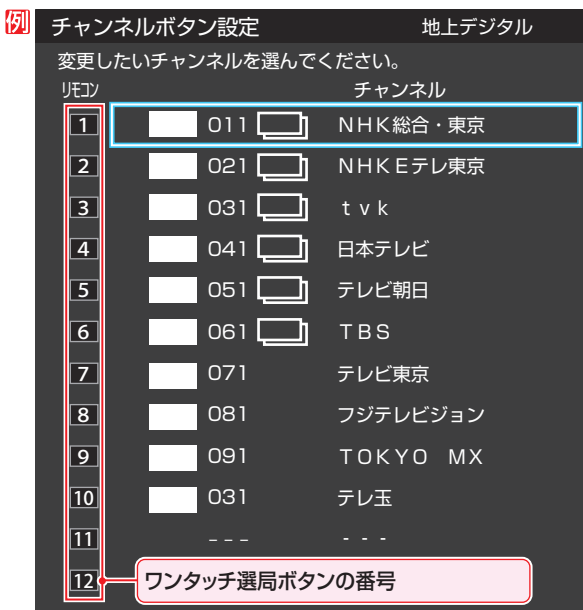 例
チャンネルボタン設定 地上デジタル
変更したいチャンネルを選んでください。
リモコン チャンネル
1 011 NHK総合・東京
2 021 NHKEテレ東京
3 031 tvk
4 041 日本テレビ
5 051 テレビ朝日
6 061 TBS
7 071 テレビ東京
8 081 フジテレビジョン
9 091 TOKYO MX
10 031 テレ玉
11 --- ---
12 ワンタッチ選局ボタンの番号